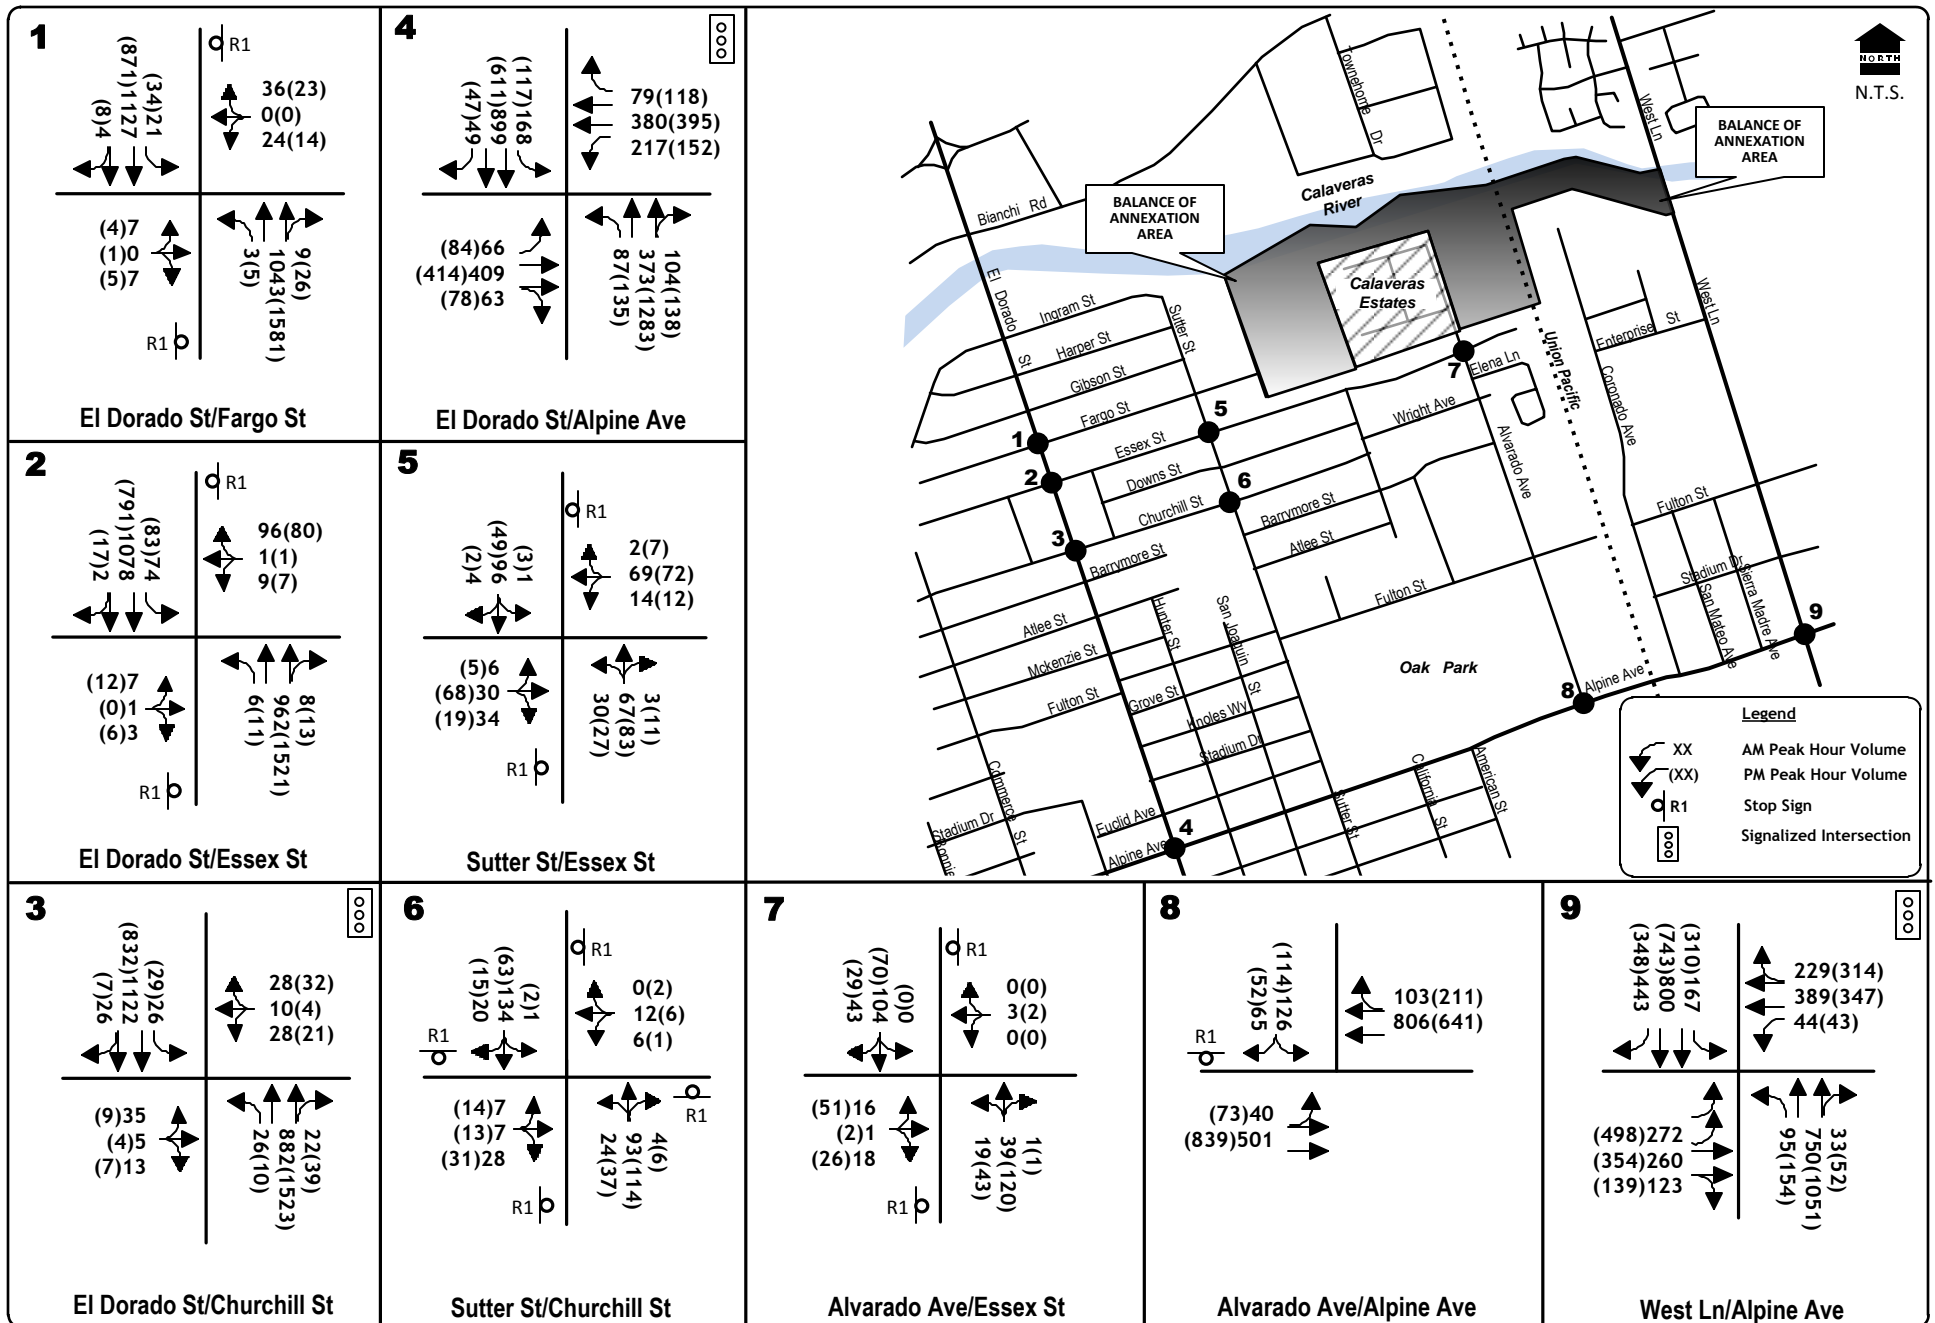 1
R1
(8)4
(871)1127
(34)21
36(23)
0(0)
24(14)
(4)7
(1)0
(5)7
3(5)
1043(1581)
9(26)
R1
El Dorado St/Fargo St
4
(47)49
(611)899
(117)168
79(118)
380(395)
217(152)
(84)66
(414)409
(78)63
87(135)
373(1283)
104(138)
El Dorado St/Alpine Ave
2
R1
(17)2
(791)1078
(83)74
96(80)
1(1)
9(7)
(12)7
(0)1
(6)3
6(11)
962(1521)
8(13)
R1
El Dorado St/Essex St
5
R1
(2)4
(49)96
(3)1
2(7)
69(72)
14(12)
(5)6
(68)30
(19)34
30(27)
67(83)
3(11)
R1
Sutter St/Essex St
3
(7)26
(832)1122
(29)26
28(32)
10(4)
28(21)
(9)35
(4)5
(7)13
26(10)
882(1523)
22(39)
El Dorado St/Churchill St
6
R1
R1
(15)20
(63)134
(2)1
0(2)
12(6)
6(1)
(14)7
(13)7
(31)28
24(37)
93(114)
4(6)
R1
R1
Sutter St/Churchill St
7
R1
(29)43
(70)104
(0)0
0(0)
3(2)
0(0)
(51)16
(2)1
(26)18
19(43)
39(120)
1(1)
R1
Alvarado Ave/Essex St
8
R1
(52)65
(114)126
103(211)
806(641)
(73)40
(839)501
Alvarado Ave/Alpine Ave
9
(348)443
(743)800
(310)167
229(314)
389(347)
44(43)
(498)272
(354)260
(139)123
95(154)
750(1051)
33(52)
West Ln/Alpine Ave
NORTH
N.T.S.
BALANCE OF
ANNEXATION
AREA
BALANCE OF
ANNEXATION
AREA
Townehome Dr
West Ln
Calaveras
River
Bianchi Rd
Calaveras
Estates
El Dorado St
Ingram St
Sutter St
Harper St
Gibson St
Fargo St
Essex St
Downs St
Churchill St
Barrymore St
Barrymore St
Atlee St
Atlee St
Wright Ave
Elena Ln
Union Pacific
Enterprise St
West Ln
Coronado Ave
Alvarado Ave
Fulton St
Stadium Dr
San Mateo Ave
Sierra Madre Ave
Fulton St
Hunter St
San Joaquin St
Mckenzie St
Fulton St
Grove St
Knoles Wy
Stadium Dr
Oak Park
Alpine Ave
Commerce St
Stadium Dr
Bonnie
Euclid Ave
Alpine Ave
Sutter St
California St
American St
1
2
3
4
5
6
7
8
9
Legend
XX AM Peak Hour Volume
(XX) PM Peak Hour Volume
R1 Stop Sign
Signalized Intersection